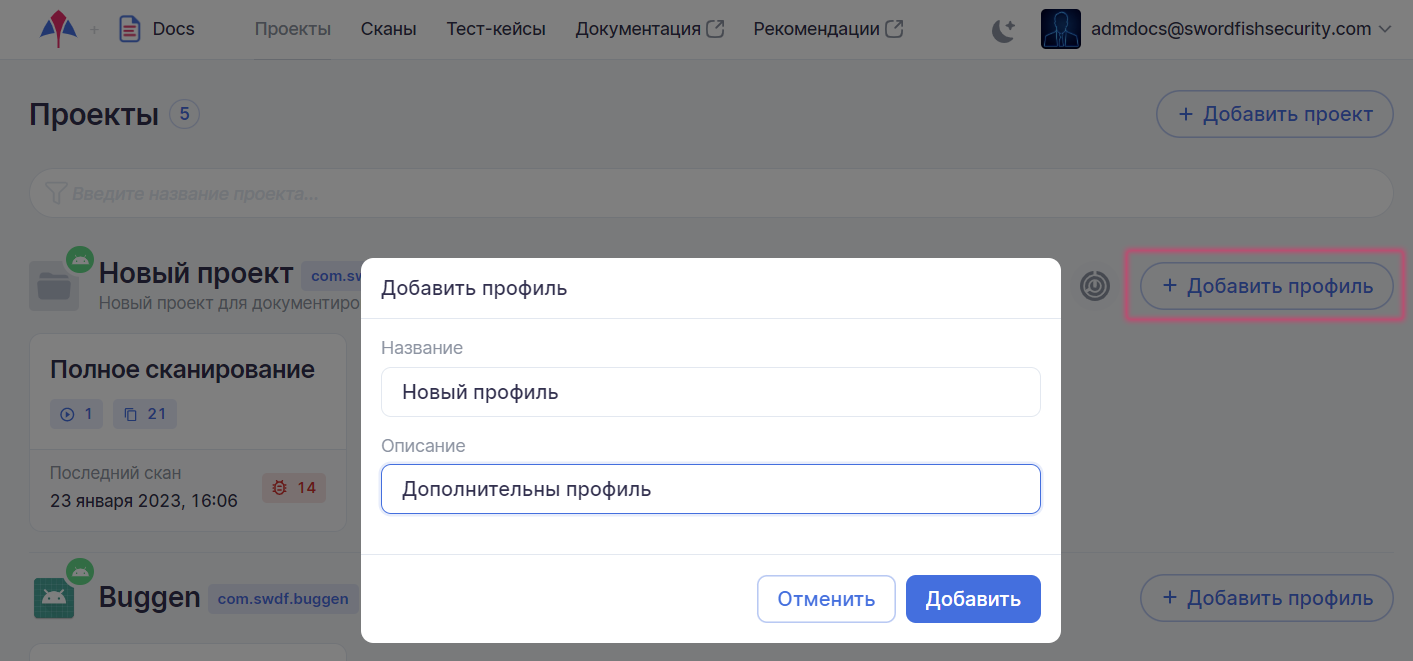 Docs Проекты Сканы Тест-кейсы Документация Рекомендации admdocs@swordfishsecurity.com
Проекты 5
+ Добавить проект
Введите название проекта...
Новый проект com.sw
+ Добавить профиль
Новый проект для документиро
Добавить профиль
Название
Новый профиль
Описание
Дополнительны профиль
Отменить Добавить
Полное сканирование
1 21
Последний скан
23 января 2023, 16:06
14
Buggen com.swdf.buggen
+ Добавить профиль